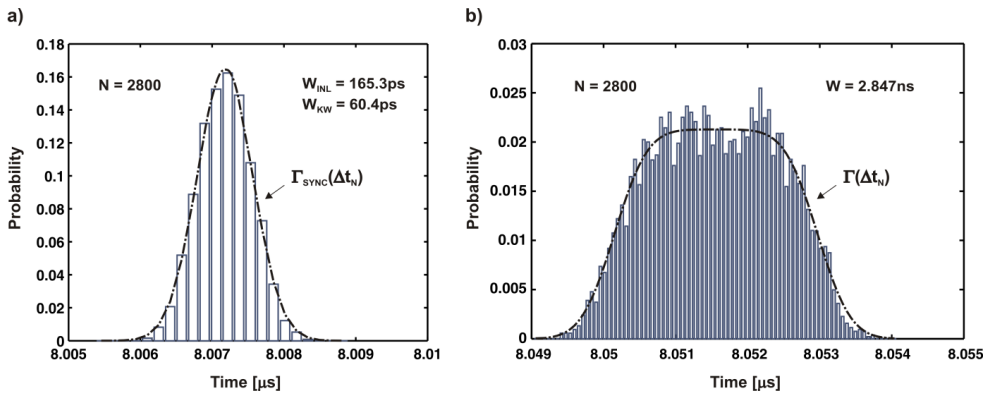 a)
0.18
0.16
0.14
0.12
0.1
0.08
0.06
0.04
0.02
0
Probability
N = 2800
W_INL = 165.3ps
W_KW = 60.4ps
Γ_SYNC(Δt_N)
8.005 8.006 8.007 8.008 8.009 8.01
Time [μs]
b)
0.03
0.025
0.02
0.015
0.01
0.005
0
Probability
N = 2800
W = 2.847ns
Γ(Δt_N)
8.049 8.05 8.051 8.052 8.053 8.054 8.055
Time [μs]